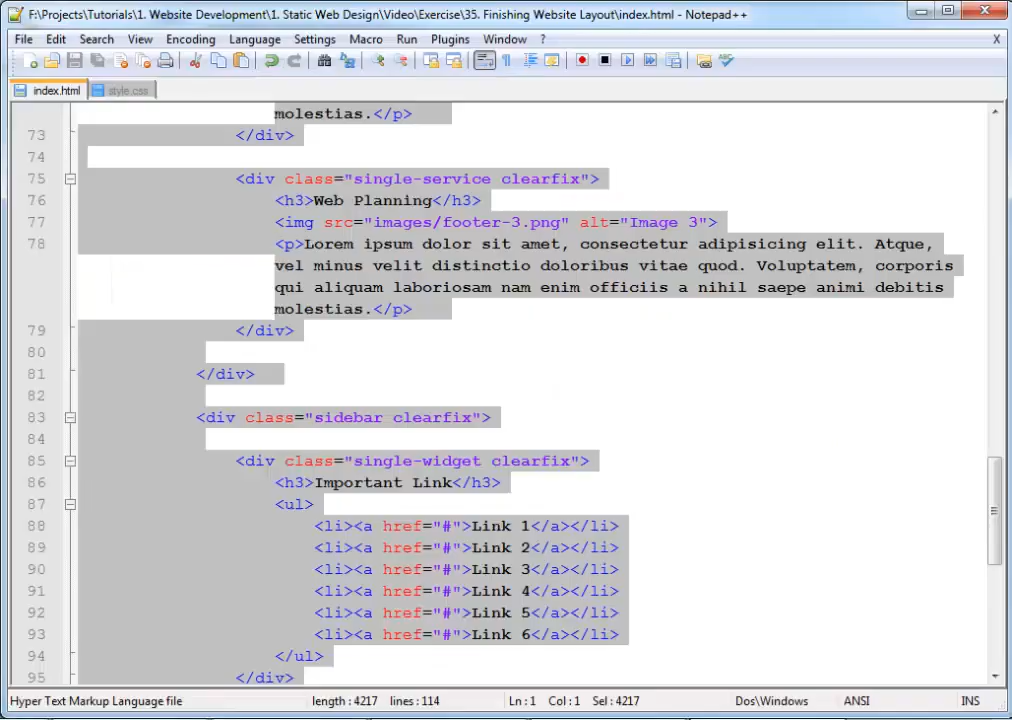 F:\Projects\Tutorials\1. Website Development\1. Static Web Design\Video\Exercise\35. Finishing Website Layout\index.html - Notepad++
File Edit Search View Encoding Language Settings Macro Run Plugins Window ? X
index.html style.css
molestias.</p>
73 </div>
74
75 <div class="single-service clearfix">
76 <h3>Web Planning</h3>
77 <img src="images/footer-3.png" alt="Image 3">
78 <p>Lorem ipsum dolor sit amet, consectetur adipisicing elit. Atque,
vel minus velit distinctio doloribus vitae quod. Voluptatem, corporis
qui aliquam laboriosam nam enim officiis a nihil saepe animi debitis
molestias.</p>
79 </div>
80
81 </div>
82
83 <div class="sidebar clearfix">
84
85 <div class="single-widget clearfix">
86 <h3>Important Link</h3>
87 <ul>
88 <li><a href="#">Link 1</a></li>
89 <li><a href="#">Link 2</a></li>
90 <li><a href="#">Link 3</a></li>
91 <li><a href="#">Link 4</a></li>
92 <li><a href="#">Link 5</a></li>
93 <li><a href="#">Link 6</a></li>
94 </ul>
95 </div>
Hyper Text Markup Language file length : 4217 lines : 114 Ln : 1 Col : 1 Sel : 4217 Dos\Windows ANSI INS